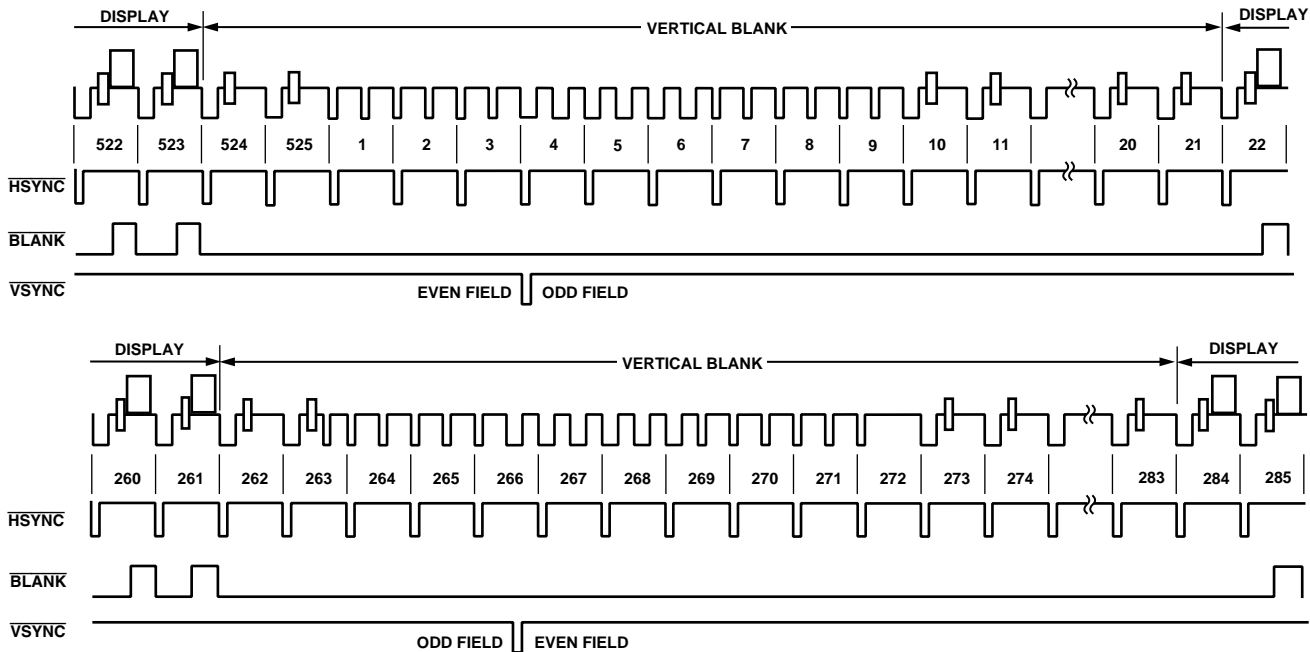 DISPLAY VERTICAL BLANK DISPLAY
522 523 524 525 1 2 3 4 5 6 7 8 9 10 11 20 21 22
HSYNC
BLANK
VSYNC EVEN FIELD ODD FIELD
DISPLAY VERTICAL BLANK DISPLAY
260 261 262 263 264 265 266 267 268 269 270 271 272 273 274 283 284 285
HSYNC
BLANK
VSYNC ODD FIELD EVEN FIELD